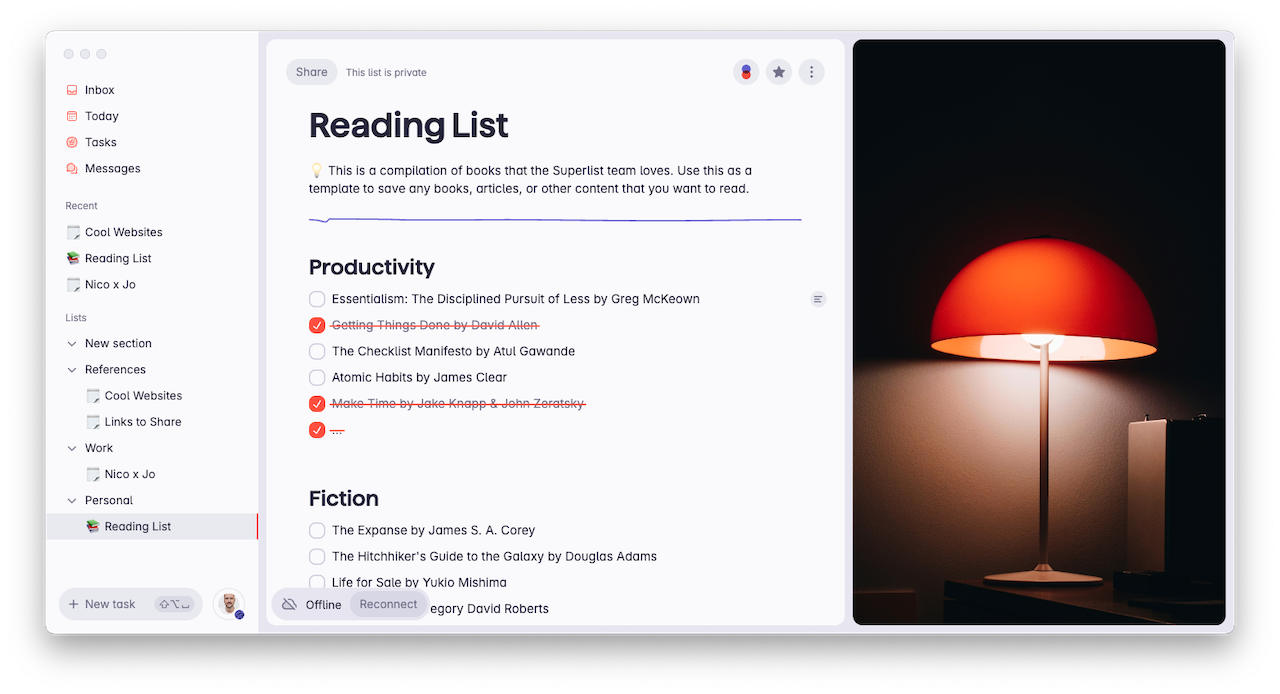 Inbox
Today
Tasks
Messages
Recent
Cool Websites
Reading List
Nico x Jo
Lists
New section
References
Cool Websites
Links to Share
Work
Nico x Jo
Personal
Reading List
+ New task ⇧⌥⎵
Share This list is private
Reading List
💡 This is a compilation of books that the Superlist team loves. Use this as a
template to save any books, articles, or other content that you want to read.
Productivity
Essentialism: The Disciplined Pursuit of Less by Greg McKeown
Getting Things Done by David Allen
The Checklist Manifesto by Atul Gawande
Atomic Habits by James Clear
Make Time by Jake Knapp & John Zeratsky
...
Fiction
The Expanse by James S. A. Corey
The Hitchhiker's Guide to the Galaxy by Douglas Adams
Life for Sale by Yukio Mishima
egory David Roberts
Offline Reconnect